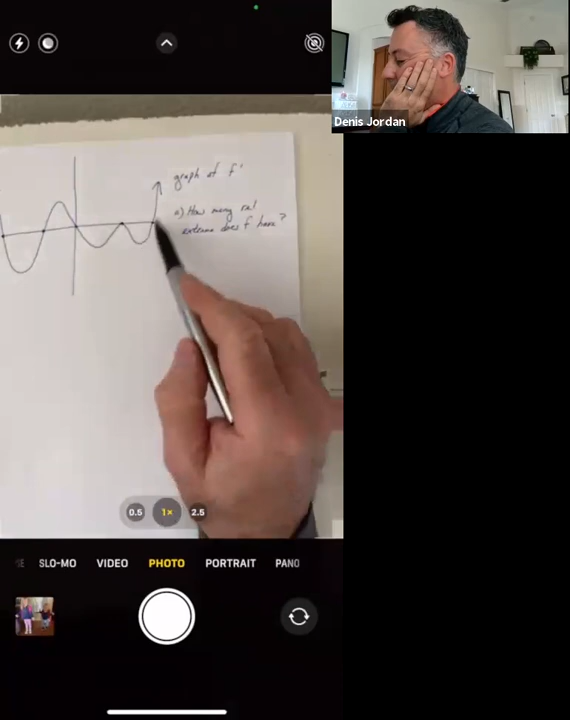 Denis Jordan
graph of f'
a) How many rel
extrema does f have?
0.5 1× 2.5
SLO-MO VIDEO PHOTO PORTRAIT PANO